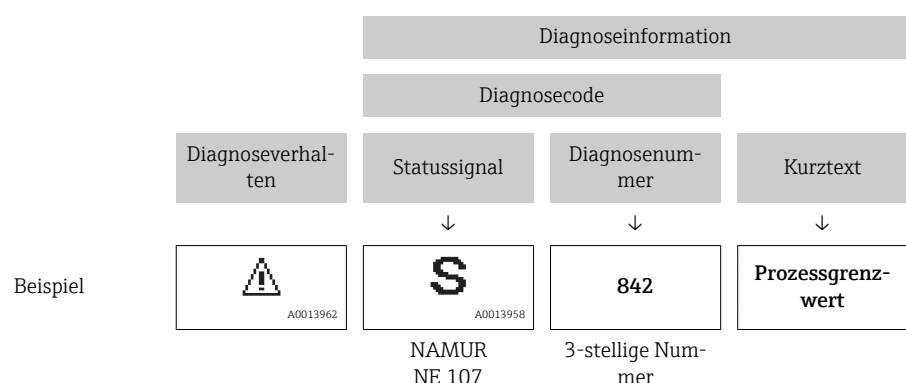 Diagnoseinformation
Diagnosecode
Diagnoseverhal-
ten
Statussignal
Diagnosenum-
mer
Kurztext
↓ ↓ ↓
Beispiel
A0013962
S
A0013958
842
Prozessgrenz-
wert
NAMUR
NE 107
3-stellige Num-
mer